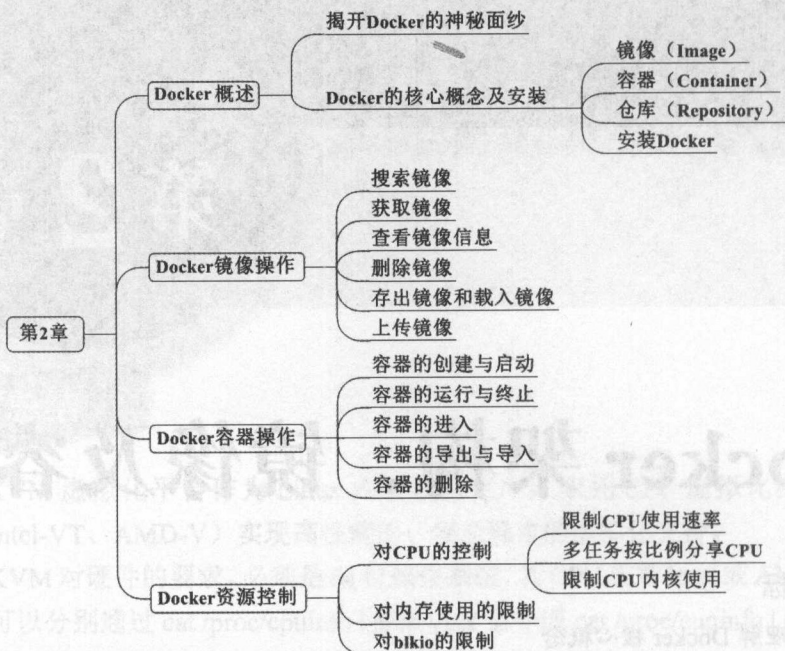 第2章
Docker 概述
揭开Docker的神秘面纱
Docker的核心概念及安装
镜像（Image）
容器（Container）
仓库（Repository）
安装Docker
Docker镜像操作
搜索镜像
获取镜像
查看镜像信息
删除镜像
存出镜像和载入镜像
上传镜像
Docker容器操作
容器的创建与启动
容器的运行与终止
容器的进入
容器的导出与导入
容器的删除
Docker资源控制
对CPU的控制
限制CPU使用速率
多任务按比例分享CPU
限制CPU内核使用
对内存使用的限制
对blkio的限制